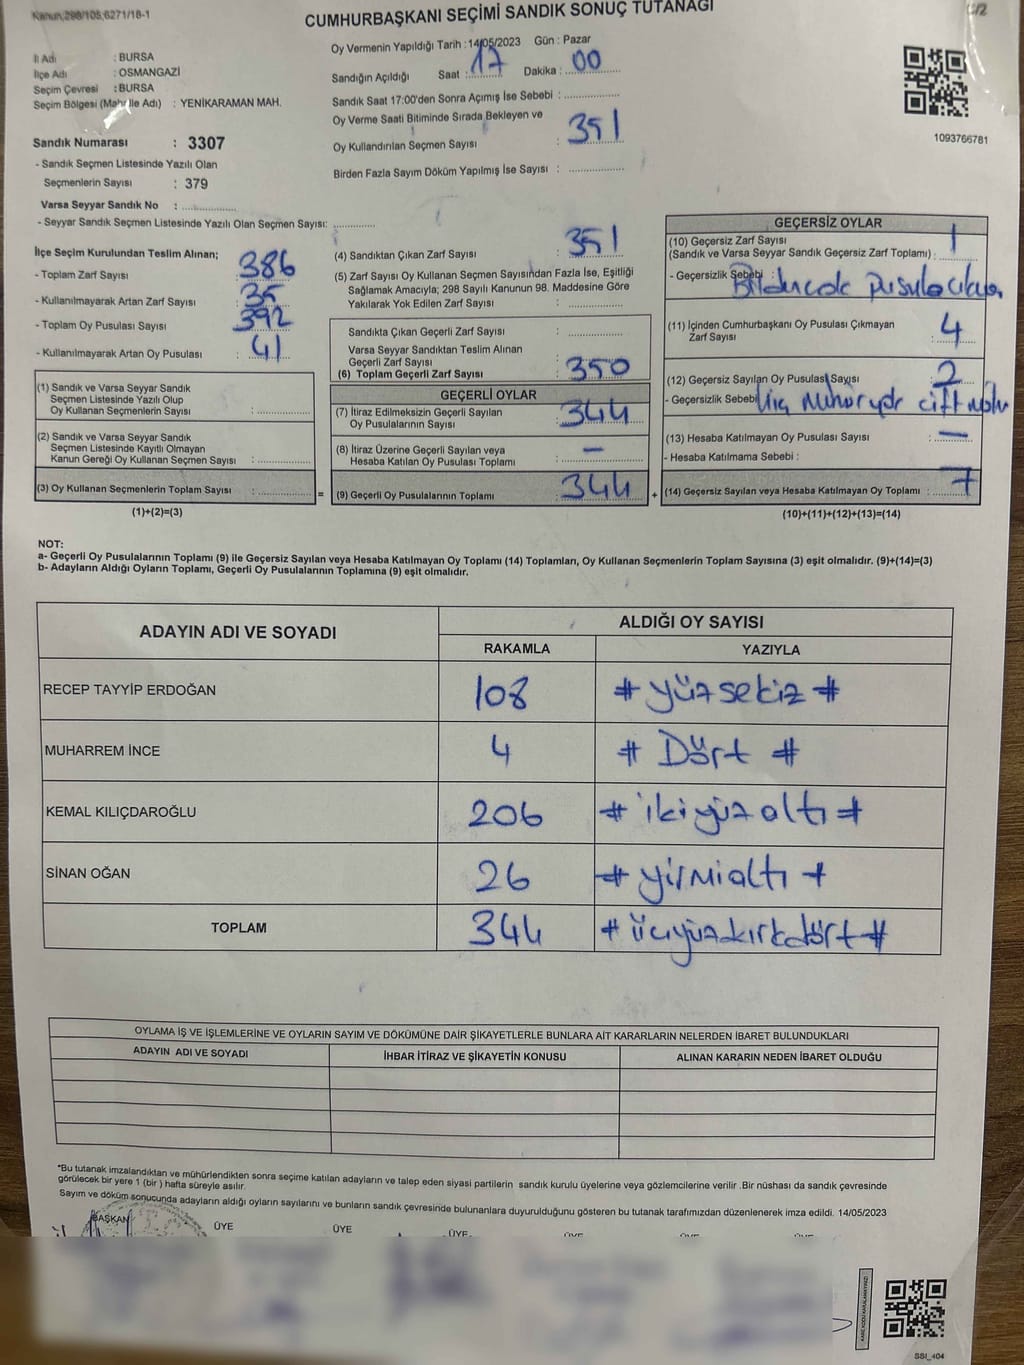 Kanun;298/105;6271/18-1
CUMHURBAŞKANI SEÇİMİ SANDIK SONUÇ TUTANAĞI
/2
İl Adı : BURSA
İlçe Adı : OSMANGAZİ
Seçim Çevresi : BURSA
Seçim Bölgesi (Mahalle Adı) : YENİKARAMAN MAH.
Sandık Numarası : 3307
- Sandık Seçmen Listesinde Yazılı Olan
Seçmenlerin Sayısı : 379
Varsa Seyyar Sandık No :
- Seyyar Sandık Seçmen Listesinde Yazılı Olan Seçmen Sayısı:
Oy Vermenin Yapıldığı Tarih : 14/05/2023 Gün : Pazar
Sandığın Açıldığı Saat : 17 Dakika : 00
Sandık Saat 17:00'den Sonra Açımış İse Sebebi :
Oy Verme Saati Bitiminde Sırada Bekleyen ve
Oy Kullandırılan Seçmen Sayısı : 351
Birden Fazla Sayım Döküm Yapılmış İse Sayısı :
1093766781
İlçe Seçim Kurulundan Teslim Alınan;
- Toplam Zarf Sayısı : 386
- Kullanılmayarak Artan Zarf Sayısı : 35
- Toplam Oy Pusulası Sayısı : 392
- Kullanılmayarak Artan Oy Pusulası : 41
(1) Sandık ve Varsa Seyyar Sandık
Seçmen Listesinde Yazılı Olup
Oy Kullanan Seçmenlerin Sayısı :
(2) Sandık ve Varsa Seyyar Sandık
Seçmen Listesinde Kayıtlı Olmayan
Kanun Gereği Oy Kullanan Seçmen Sayısı :
(3) Oy Kullanan Seçmenlerin Toplam Sayısı : =
(1)+(2)=(3)
(4) Sandıktan Çıkan Zarf Sayısı : 351
(5) Zarf Sayısı Oy Kullanan Seçmen Sayısından Fazla İse, Eşitliği
Sağlamak Amacıyla; 298 Sayılı Kanunun 98. Maddesine Göre
Yakılarak Yok Edilen Zarf Sayısı :
Sandıkta Çıkan Geçerli Zarf Sayısı :
Varsa Seyyar Sandıktan Teslim Alınan
Geçerli Zarf Sayısı :
(6) Toplam Geçerli Zarf Sayısı : 350
GEÇERLİ OYLAR
(7) İtiraz Edilmeksizin Geçerli Sayılan
Oy Pusulalarının Sayısı : 344
(8) İtiraz Üzerine Geçerli Sayılan veya
Hesaba Katılan Oy Pusulası Toplamı : —
(9) Geçerli Oy Pusulalarının Toplamı : 344 +
GEÇERSİZ OYLAR
(10) Geçersiz Zarf Sayısı
(Sandık ve Varsa Seyyar Sandık Geçersiz Zarf Toplamı) : 1
- Geçersizlik Sebebi :
(11) İçinden Cumhurbaşkanı Oy Pusulası Çıkmayan
Zarf Sayısı : 4
(12) Geçersiz Sayılan Oy Pusulası Sayısı : 2
- Geçersizlik Sebebi çift mühür
(13) Hesaba Katılmayan Oy Pusulası Sayısı : —
- Hesaba Katılmama Sebebi :
(14) Geçersiz Sayılan veya Hesaba Katılmayan Oy Toplamı : 7
(10)+(11)+(12)+(13)=(14)
NOT:
a- Geçerli Oy Pusulalarının Toplamı (9) ile Geçersiz Sayılan veya Hesaba Katılmayan Oy Toplamı (14) Toplamları, Oy Kullanan Seçmenlerin Toplam Sayısına (3) eşit olmalıdır. (9)+(14)=(3)
b- Adayların Aldığı Oyların Toplamı, Geçerli Oy Pusulalarının Toplamına (9) eşit olmalıdır.
ADAYIN ADI VE SOYADI ALDIĞI OY SAYISI
RAKAMLA YAZIYLA
RECEP TAYYİP ERDOĞAN 108 # yüzsekiz #
MUHARREM İNCE 4 # Dört #
KEMAL KILIÇDAROĞLU 206 # ikiyüzaltı #
SİNAN OĞAN 26 # yirmialtı #
TOPLAM 344 # üçyüzkırkdört #
OYLAMA İŞ VE İŞLEMLERİNE VE OYLARIN SAYIM VE DÖKÜMÜNE DAİR ŞİKAYETLERLE BUNLARA AİT KARARLARIN NELERDEN İBARET BULUNDUKLARI
ADAYIN ADI VE SOYADI İHBAR İTİRAZ VE ŞİKAYETİN KONUSU ALINAN KARARIN NEDEN İBARET OLDUĞU
*Bu tutanak imzalandıktan ve mühürlendikten sonra seçime katılan adayların ve talep eden siyasi partilerin sandık kurulu üyelerine veya gözlemcilerine verilir .Bir nüshası da sandık çevresinde
görülecek bir yere 1 (bir ) hafta süreyle asılır.
Sayım ve döküm sonucunda adayların aldığı oyların sayılarını ve bunların sandık çevresinde bulunanlara duyurulduğunu gösteren bu tutanak tarafımızdan düzenlenerek imza edildi. 14/05/2023
BAŞKAN ÜYE ÜYE ÜYE ÜYE ÜYE ÜYE
SSI_404